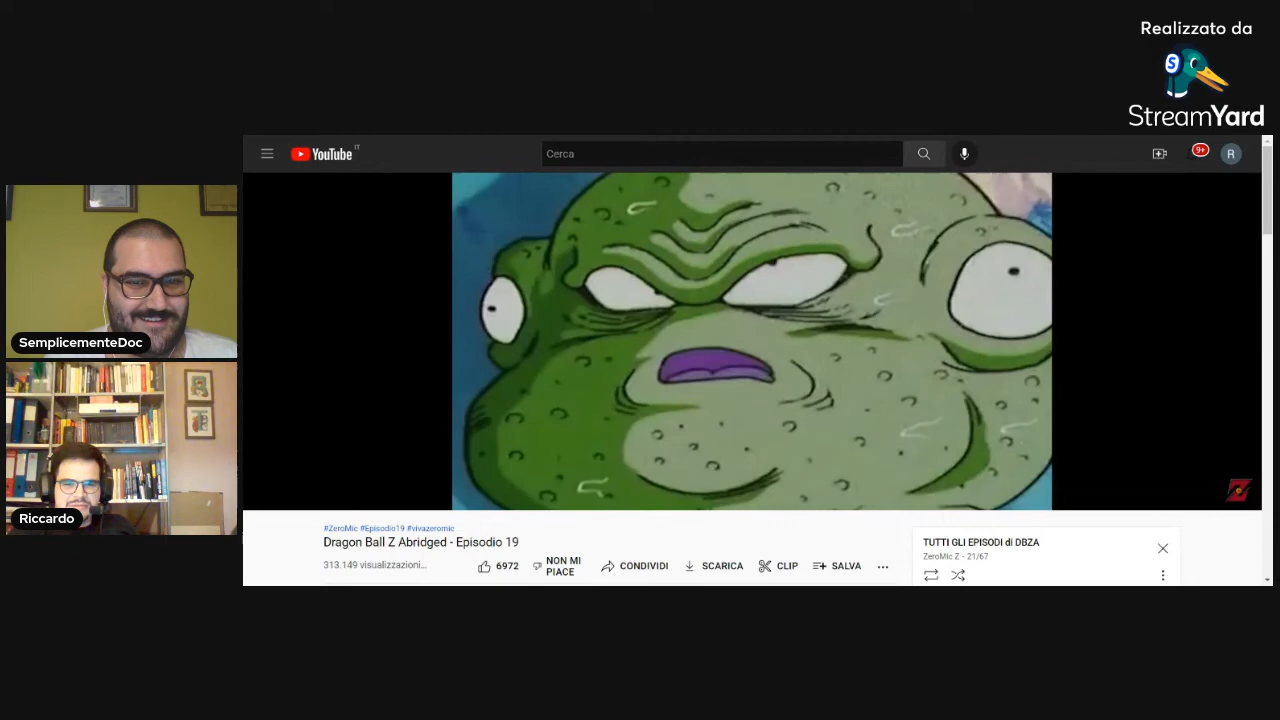 Realizzato da
S
StreamYard
YouTube IT
Cerca
9+
R
SemplicementeDoc
Riccardo
#ZeroMic #Episodio19 #vivazeromic
Dragon Ball Z Abridged - Episodio 19
313.149 visualizzazioni...
6972
NON MI
PIACE
CONDIVIDI
SCARICA
CLIP
SALVA
...
TUTTI GLI EPISODI di DBZA
ZeroMic Z - 21/67